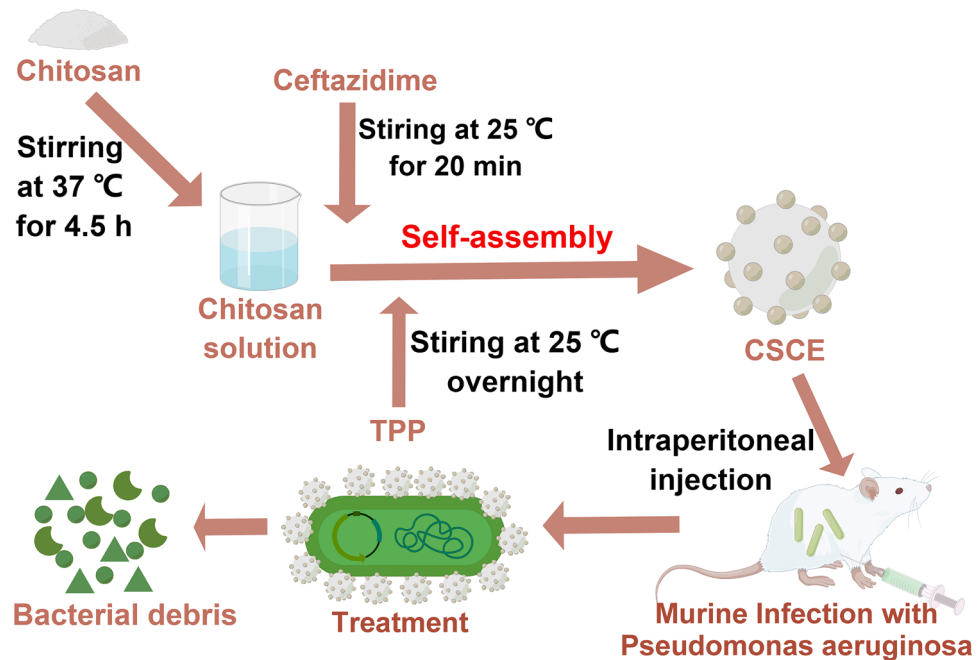 Chitosan
Stirring
at 37 ℃
for 4.5 h
Ceftazidime
Stiring at 25 ℃
for 20 min
Chitosan
solution
Self-assembly
Stiring at 25 ℃
overnight
TPP
CSCE
Intraperitoneal
injection
Murine Infection with
Pseudomonas aeruginosa
Treatment
Bacterial debris